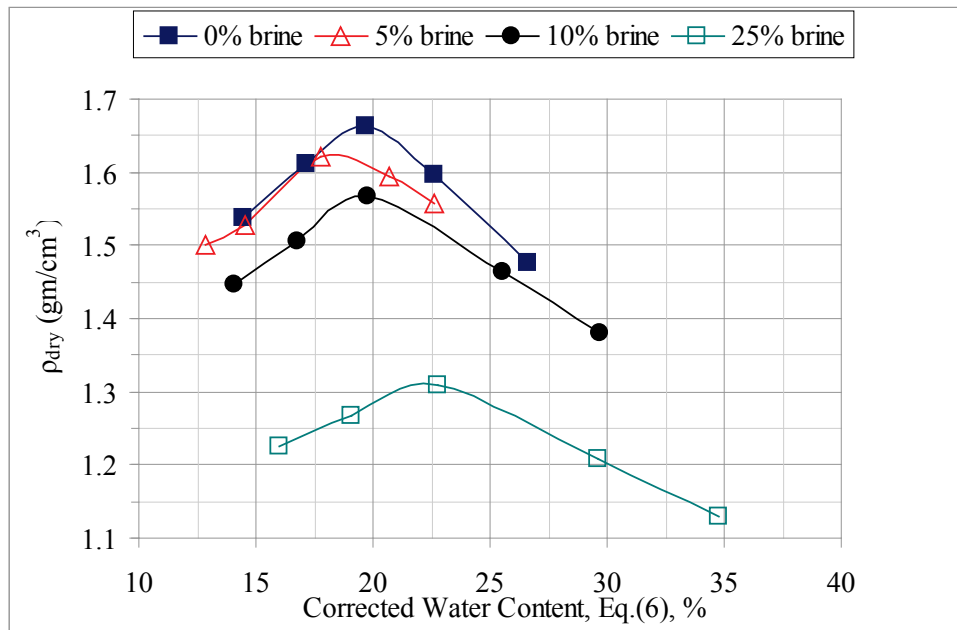 0% brine 5% brine 10% brine 25% brine
1.7
1.6
1.5
1.4
1.3
1.2
1.1
ρdry (gm/cm³)
10 15 20 25 30 35 40
Corrected Water Content, Eq.(6), %